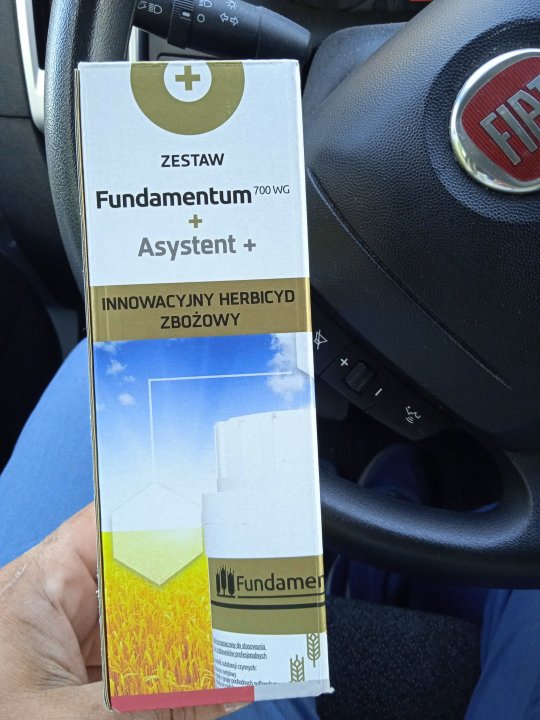 ZESTAW
Fundamentum 700 WG
+
Asystent +
INNOWACYJNY HERBICYD
ZBOŻOWY
FIAT
+
−
Fundamen